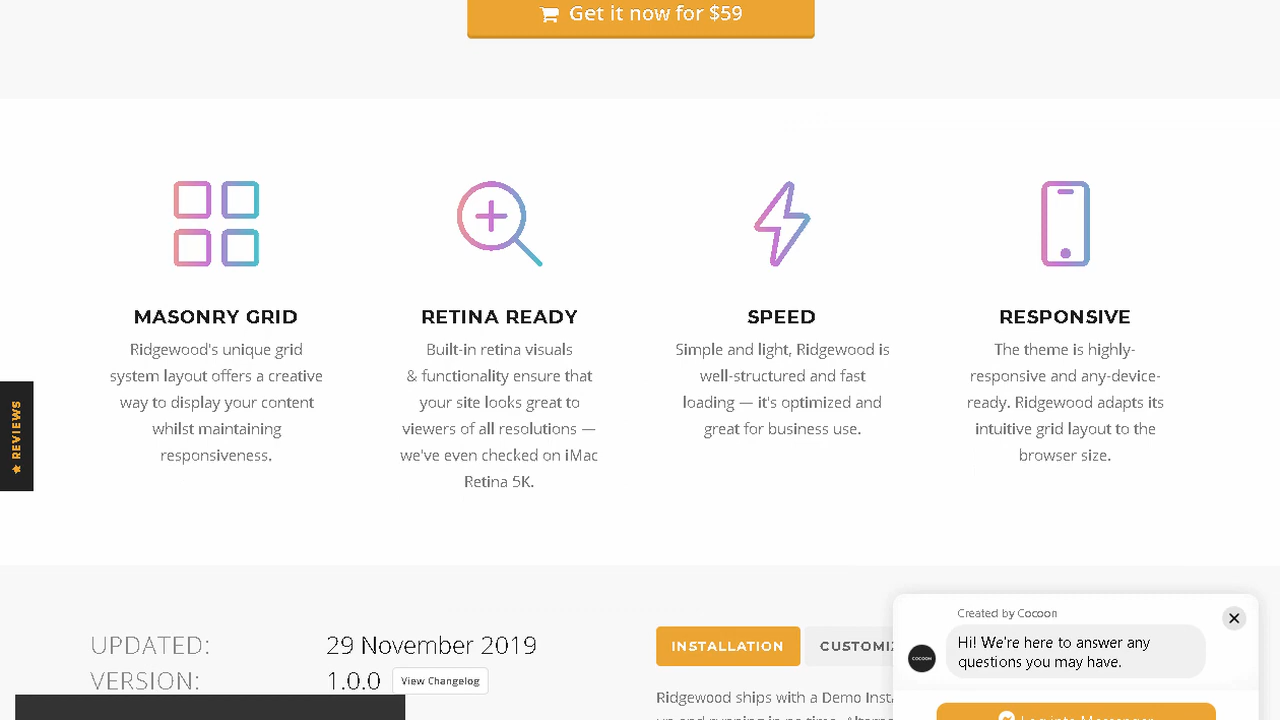 Get it now for $59
MASONRY GRID
Ridgewood's unique grid
system layout offers a creative
way to display your content
whilst maintaining
responsiveness.
RETINA READY
Built-in retina visuals
& functionality ensure that
your site looks great to
viewers of all resolutions —
we've even checked on iMac
Retina 5K.
SPEED
Simple and light, Ridgewood is
well-structured and fast
loading — it's optimized and
great for business use.
RESPONSIVE
The theme is highly-
responsive and any-device-
ready. Ridgewood adapts its
intuitive grid layout to the
browser size.
★ REVIEWS
UPDATED: 29 November 2019
VERSION: 1.0.0 View Changelog
INSTALLATION
Ridgewood ships with a Demo
Created by Cocoon
Hi! We're here to answer any
questions you may have.
COCOON
Log into Messenger